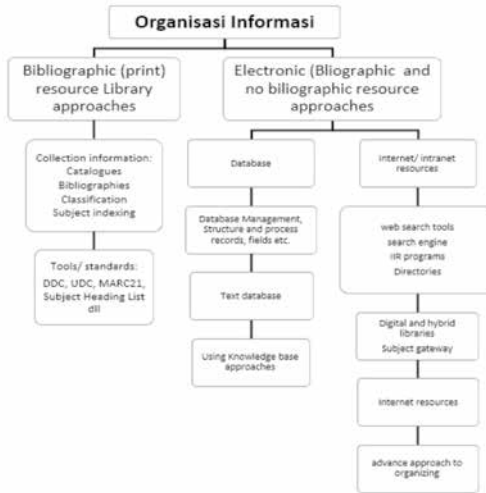 Organisasi Informasi
Bibliographic (print)
resource Library
approaches
Collection information:
Catalogues
Bibliographies
Classification
Subject indexing
Tools/ standards:
DDC, UDC, MARC21,
Subject Heading List
dll
Electronic (Bliographic and
no biliographic resource
approaches
Database
Database Management,
Structure and process
records, fields etc.
Text database
Using Knowledge base
approaches
Internet/ intranet
resources
web search tools
search engine
IIR programs
Directories
Digital and hybrid
libraries
Subject gateway
Internet resources
advance approach to
organizing